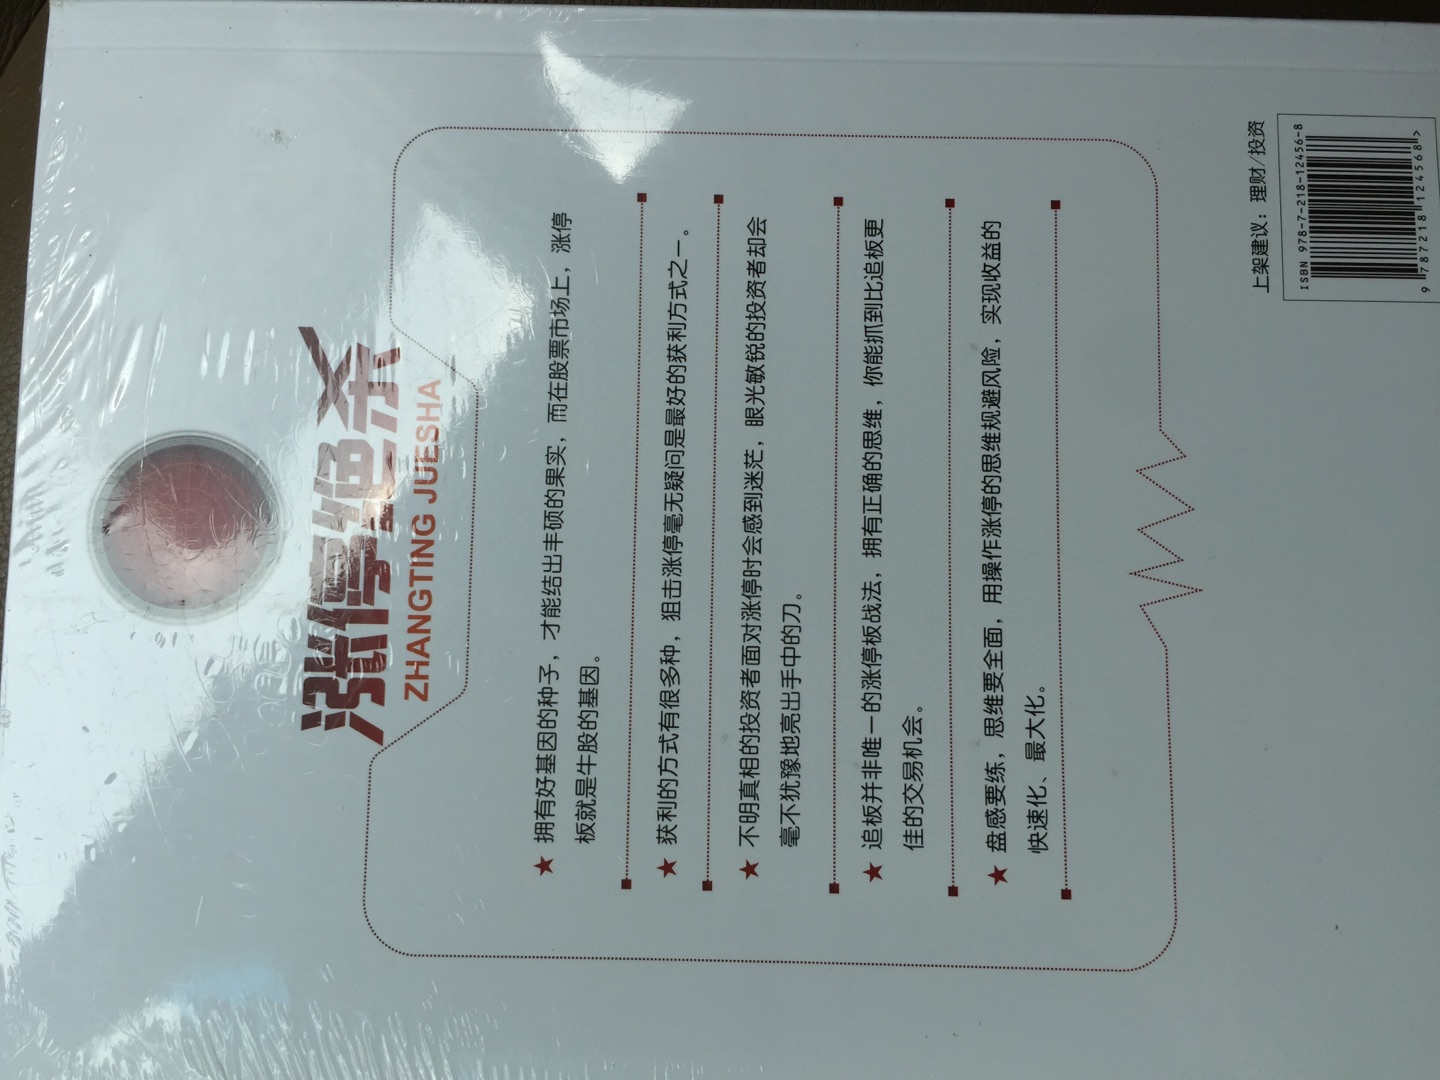 涨停绝杀
ZHANGTING JUESHA
★ 拥有好基因的种子，才能结出丰硕的果实，而在股票市场上，涨停
板就是牛股的基因。
★ 获利的方式有很多种，狙击涨停毫无疑问是最好的获利方式之一。
★ 不明真相的投资者面对涨停时会感到迷茫，眼光敏锐的投资者却会
毫不犹豫地亮出手中的刀。
★ 追板并非唯一的涨停板战法，拥有正确的思维，你能抓到比追板更
佳的交易机会。
★ 盘感要练，思维要全面，用操作涨停的思维规避风险，实现收益的
快速化、最大化。
上架建议：理财/投资
ISBN 978-7-218-12456-8
9 787218 124568>